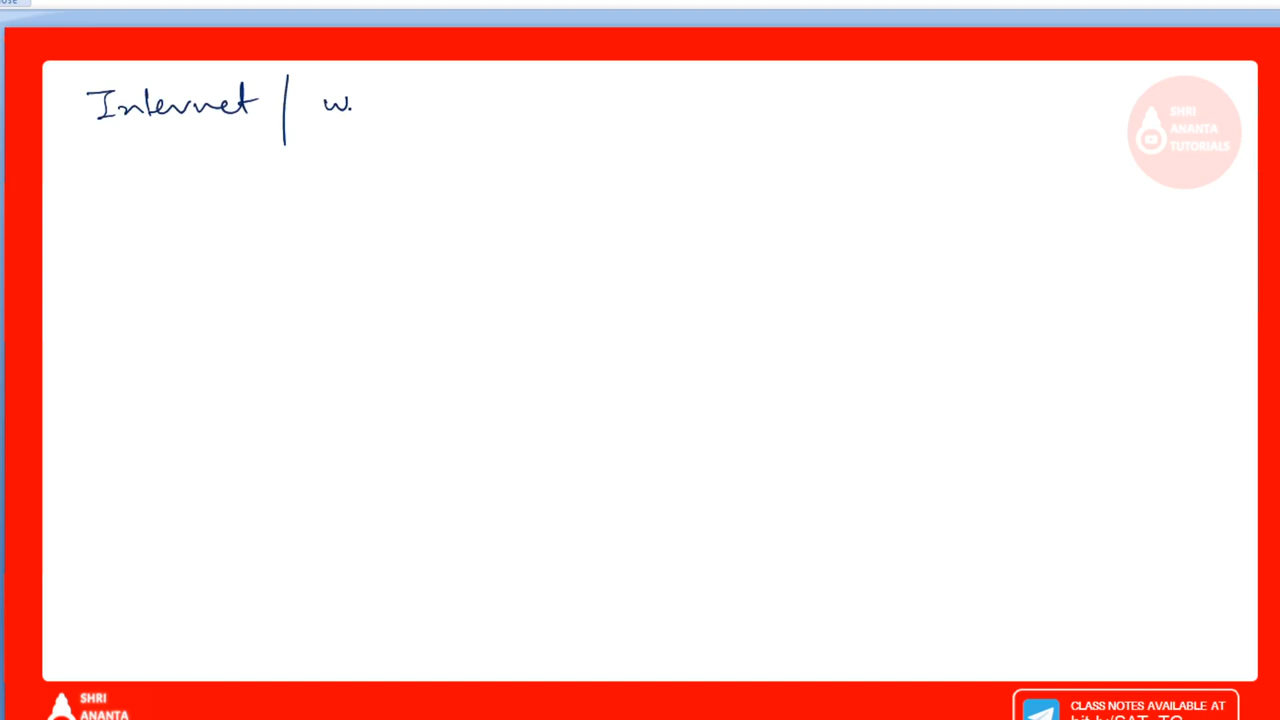 Internet | w.
SHRI
ANANTA
TUTORIALS
SHRI
ANANTA
CLASS NOTES AVAILABLE AT